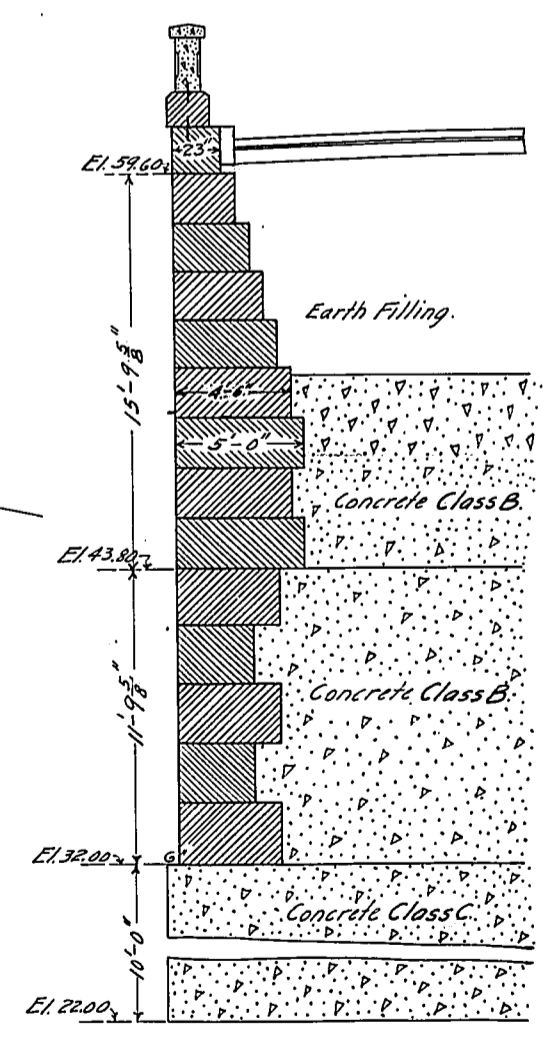 23"
El. 59.60
Earth Filling.
15'-9 5/8"
4'-6"
5'-0"
Concrete Class B.
El. 43.80
11'-9 5/8"
Concrete Class B.
El. 32.00
6"
Concrete Class C.
10'-0"
El. 22.00